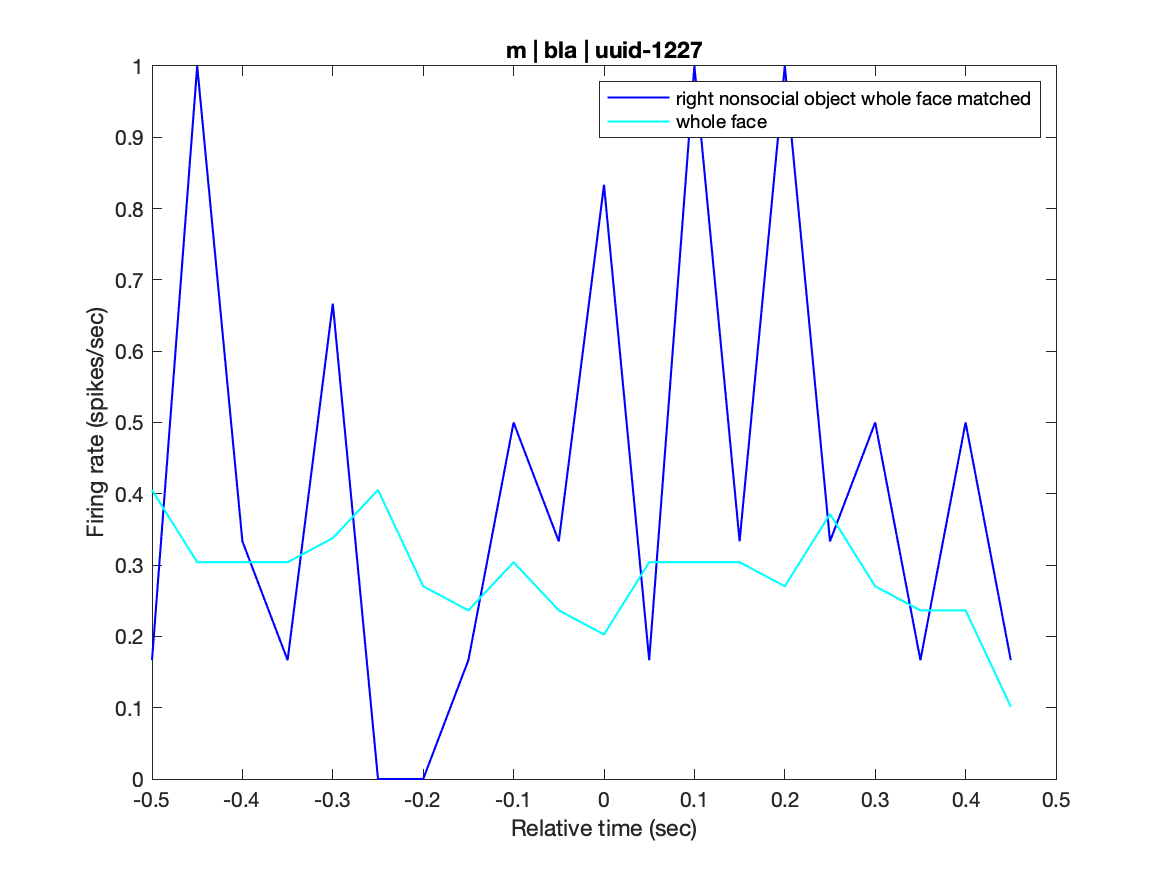 m | bla | uuid-1227
right nonsocial object whole face matched
whole face
Firing rate (spikes/sec)
1
0.9
0.8
0.7
0.6
0.5
0.4
0.3
0.2
0.1
0
-0.5 -0.4 -0.3 -0.2 -0.1 0 0.1 0.2 0.3 0.4 0.5
Relative time (sec)